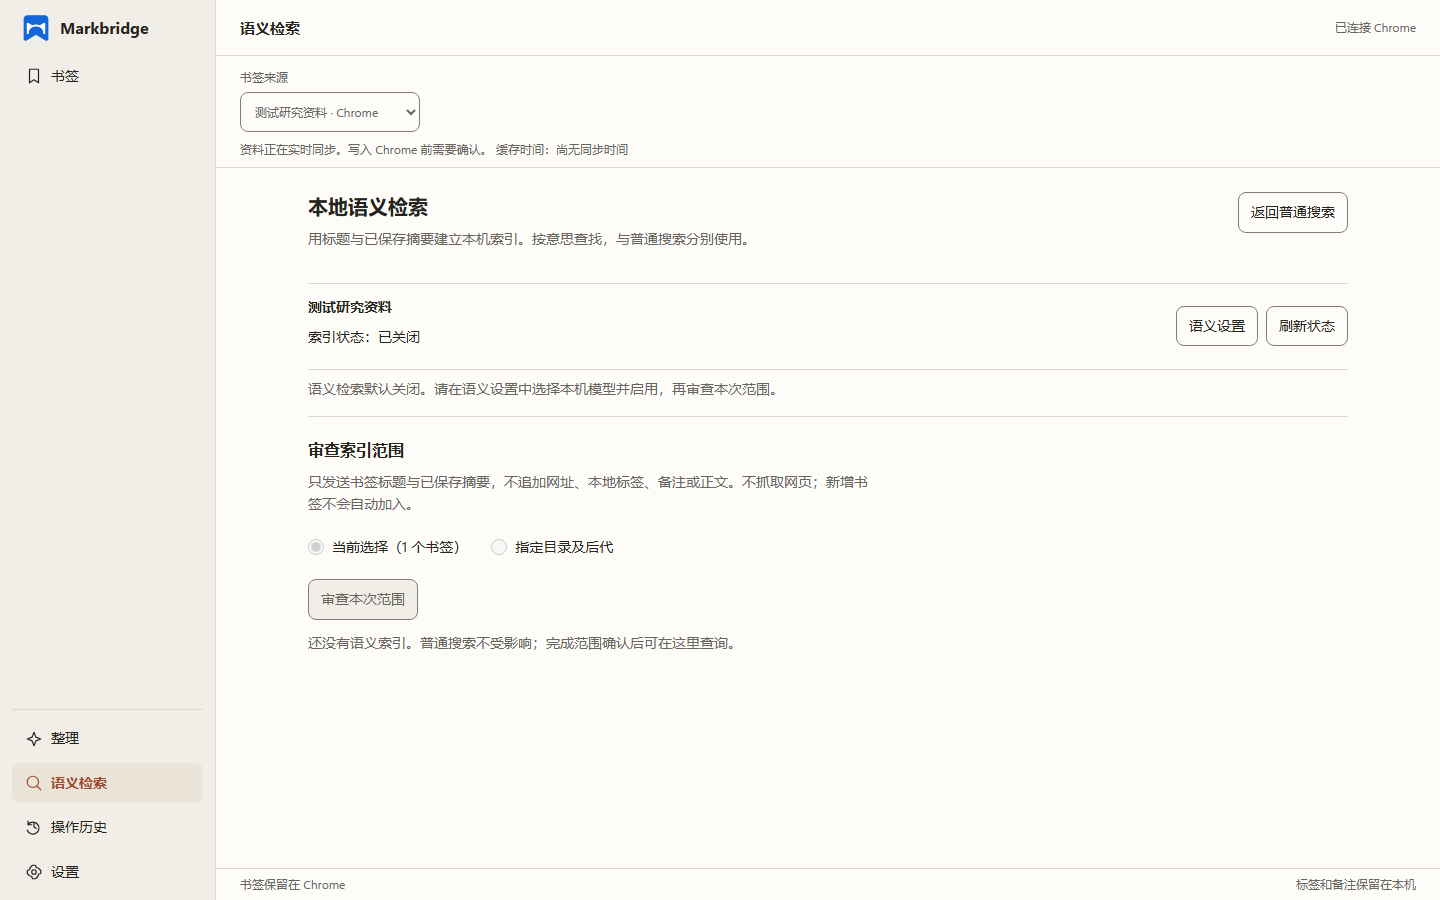 Markbridge
书签
整理
语义检索
操作历史
设置
语义检索
已连接 Chrome
书签来源
测试研究资料 · Chrome
资料正在实时同步。写入 Chrome 前需要确认。 缓存时间：尚无同步时间
本地语义检索
返回普通搜索
用标题与已保存摘要建立本机索引。按意思查找，与普通搜索分别使用。
测试研究资料
索引状态：已关闭
语义设置
刷新状态
语义检索默认关闭。请在语义设置中选择本机模型并启用，再审查本次范围。
审查索引范围
只发送书签标题与已保存摘要，不追加网址、本地标签、备注或正文。不抓取网页；新增书
签不会自动加入。
当前选择（1 个书签）
指定目录及后代
审查本次范围
还没有语义索引。普通搜索不受影响；完成范围确认后可在这里查询。
书签保留在 Chrome
标签和备注保留在本机